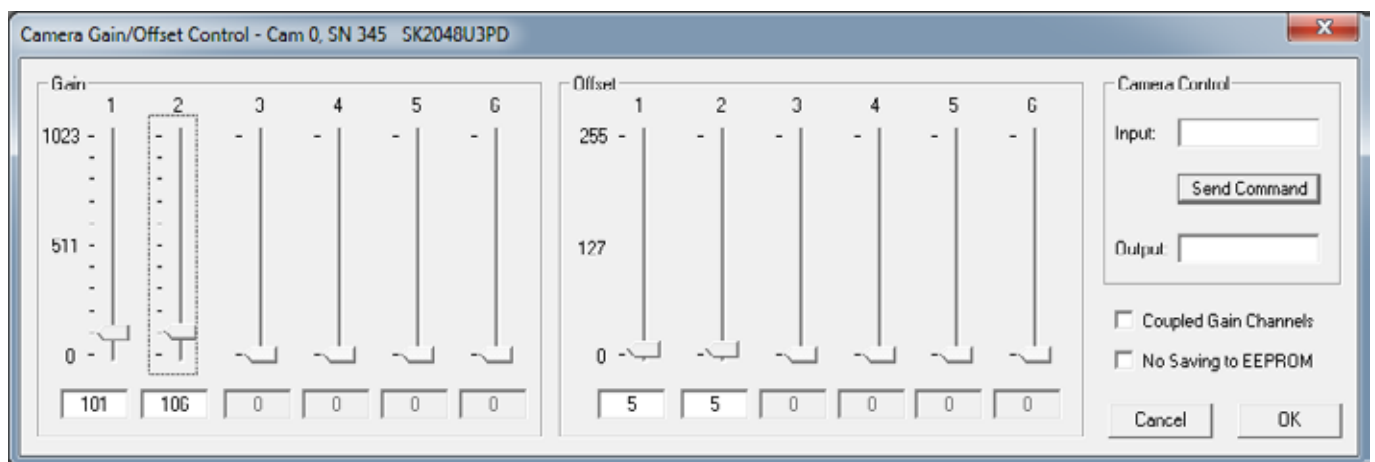 Camera Gain/Offset Control - Cam 0, SN 345 SK2048U3PD
Gain
1 2 3 4 5 6
1023
511
0
101 106 0 0 0 0
Offset
1 2 3 4 5 6
255
127
0
5 5 0 0 0 0
Camera Control
Input:
Send Command
Output:
Coupled Gain Channels
No Saving to EEPROM
Cancel OK